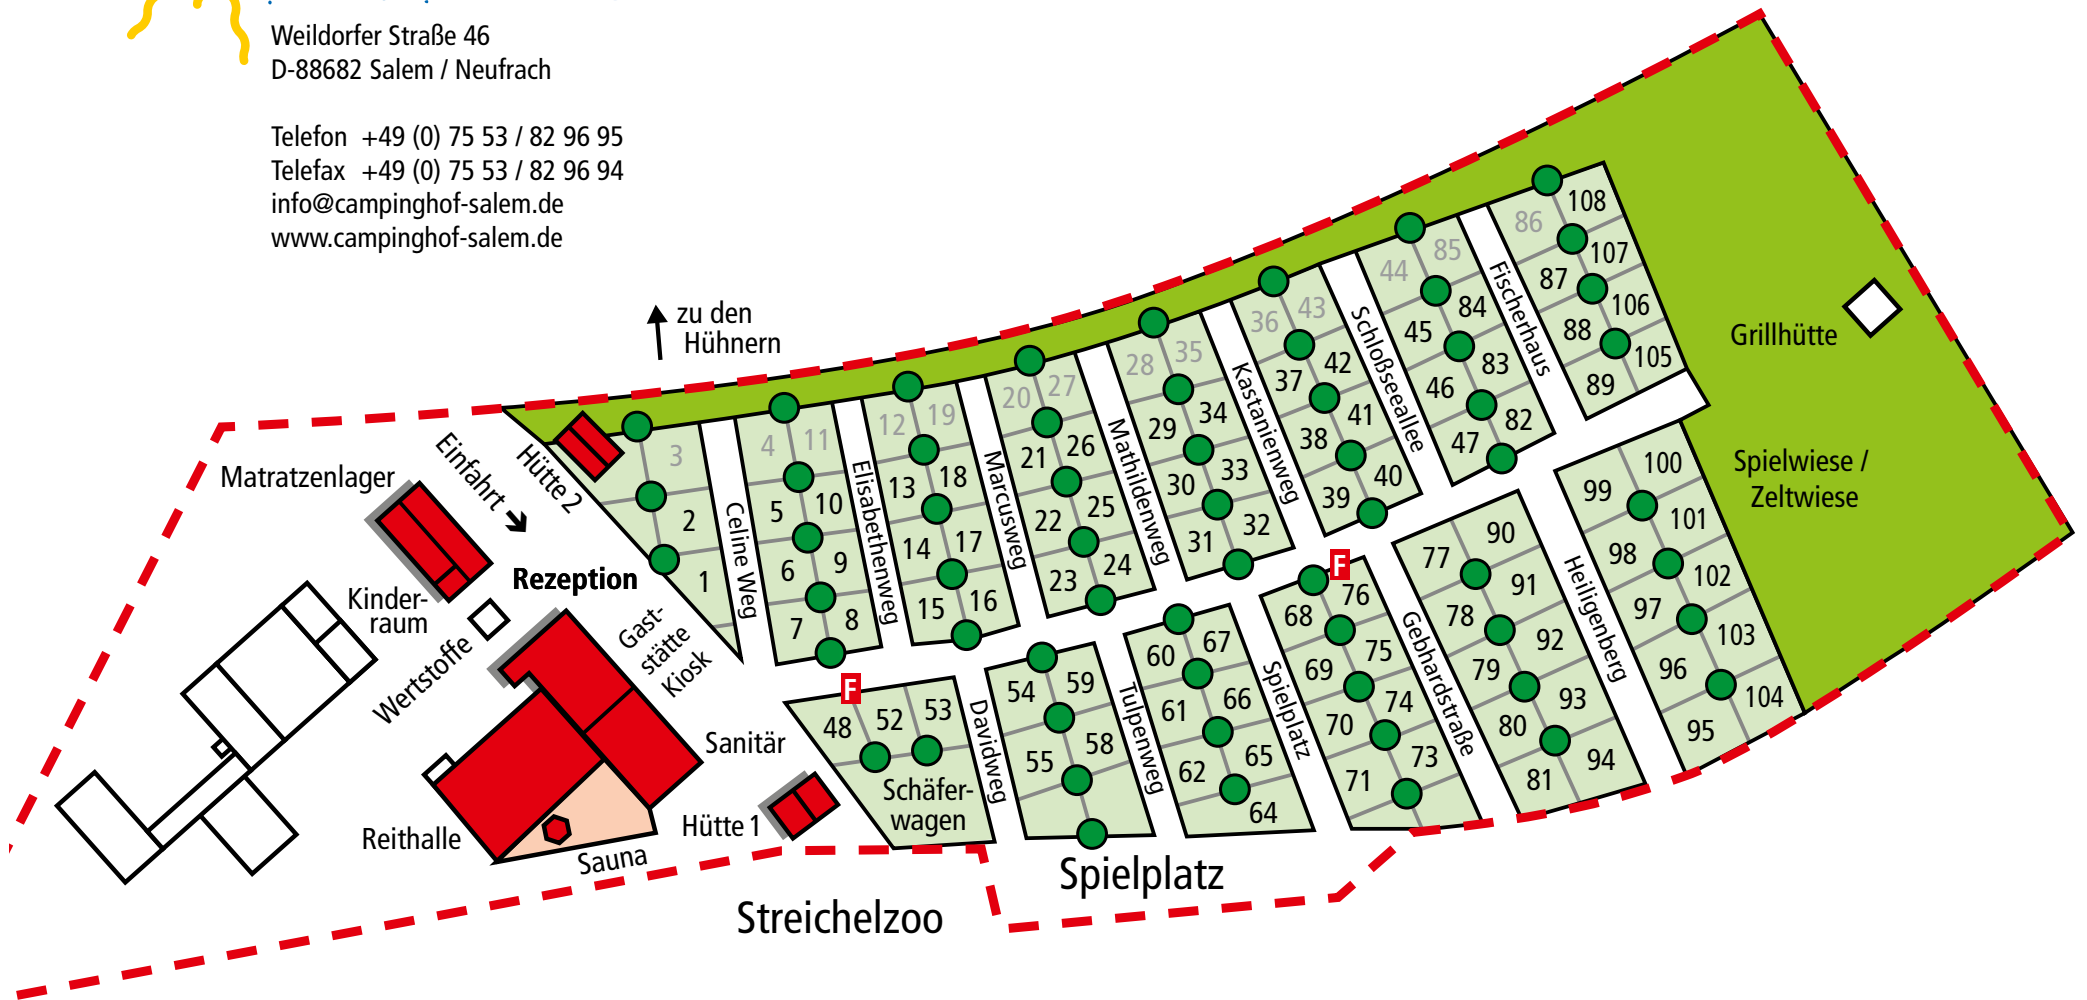 Weildorfer Straße 46
D-88682 Salem / Neufrach
Telefon +49 (0) 75 53 / 82 96 95
Telefax +49 (0) 75 53 / 82 96 94
info@campinghof-salem.de
www.campinghof-salem.de
zu den
Hühnern
Matratzenlager
Einfahrt
Hütte 2
Rezeption
Kinder-
raum
Wertstoffe
Gast-
stätte
Kiosk
Sanitär
Reithalle
Sauna
Hütte 1
Streichelzoo
Spielplatz
3
2
1
Celine Weg
4
11
5
10
6
9
7
8
Elisabethenweg
12
19
13
18
14
17
15
16
Marcusweg
20
27
21
26
22
25
23
24
Mathildenweg
28
35
29
34
30
33
31
32
Kastanienweg
36
43
37
42
38
41
39
40
Schloßseeallee
44
85
45
84
46
83
47
82
Fischerhaus
86
108
87
107
88
106
89
105
F
48
52
53
Schäfer-
wagen
Davidweg
54
59
55
58
Tulpenweg
60
67
61
66
62
65
64
Spielplatz
F
68
76
69
75
70
74
71
73
Gebhardstraße
77
90
78
91
79
92
80
93
81
94
Heiligenberg
99
100
98
101
97
102
96
103
95
104
Grillhütte
Spielwiese /
Zeltwiese